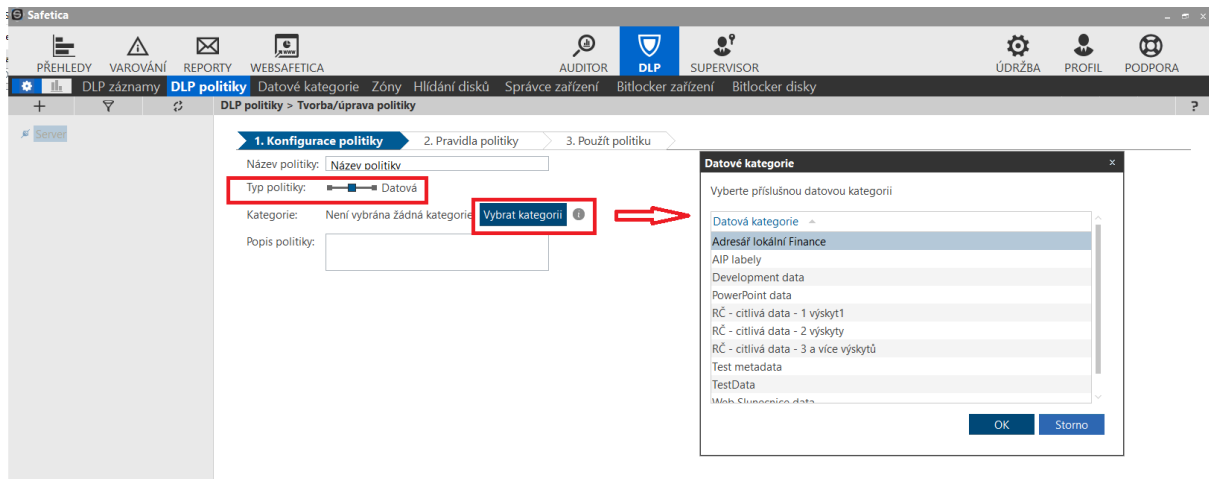 Safetica
PŘEHLEDY VAROVÁNÍ REPORTY WEBSAFETICA AUDITOR DLP SUPERVISOR ÚDRŽBA PROFIL PODPORA
DLP záznamy DLP politiky Datové kategorie Zóny Hlídání disků Správce zařízení Bitlocker zařízení Bitlocker disky
DLP politiky > Tvorba/úprava politiky ?
Server
1. Konfigurace politiky 2. Pravidla politiky 3. Použít politiku
Název politiky: Název politiky
Typ politiky: Datová
Kategorie: Není vybrána žádná kategorie Vybrat kategorii
Popis politiky:
Datové kategorie
Vyberte příslušnou datovou kategorii
Datová kategorie
Adresář lokální Finance
AIP labely
Development data
PowerPoint data
RČ - citlivá data - 1 výskyt1
RČ - citlivá data - 2 výskyty
RČ - citlivá data - 3 a více výskytů
Test metadata
TestData
Web Slunecnice data
OK Storno